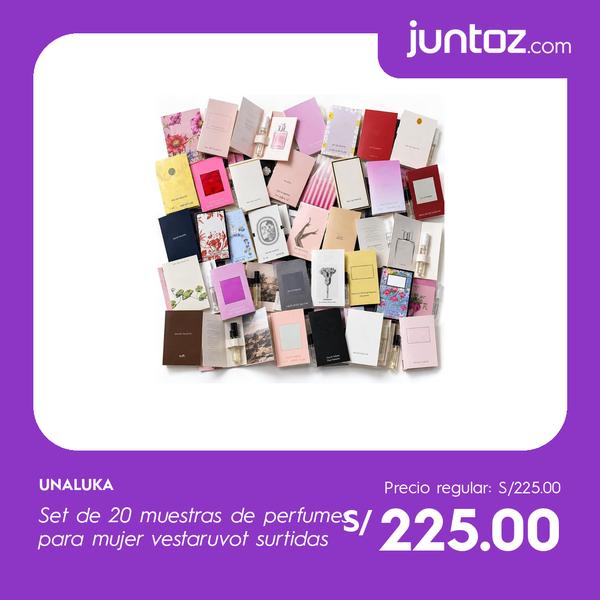 juntoz.com
UNALUKA
Set de 20 muestras de perfumes
para mujer vestaruvot surtidas
Precio regular: S/225.00
S/ 225.00